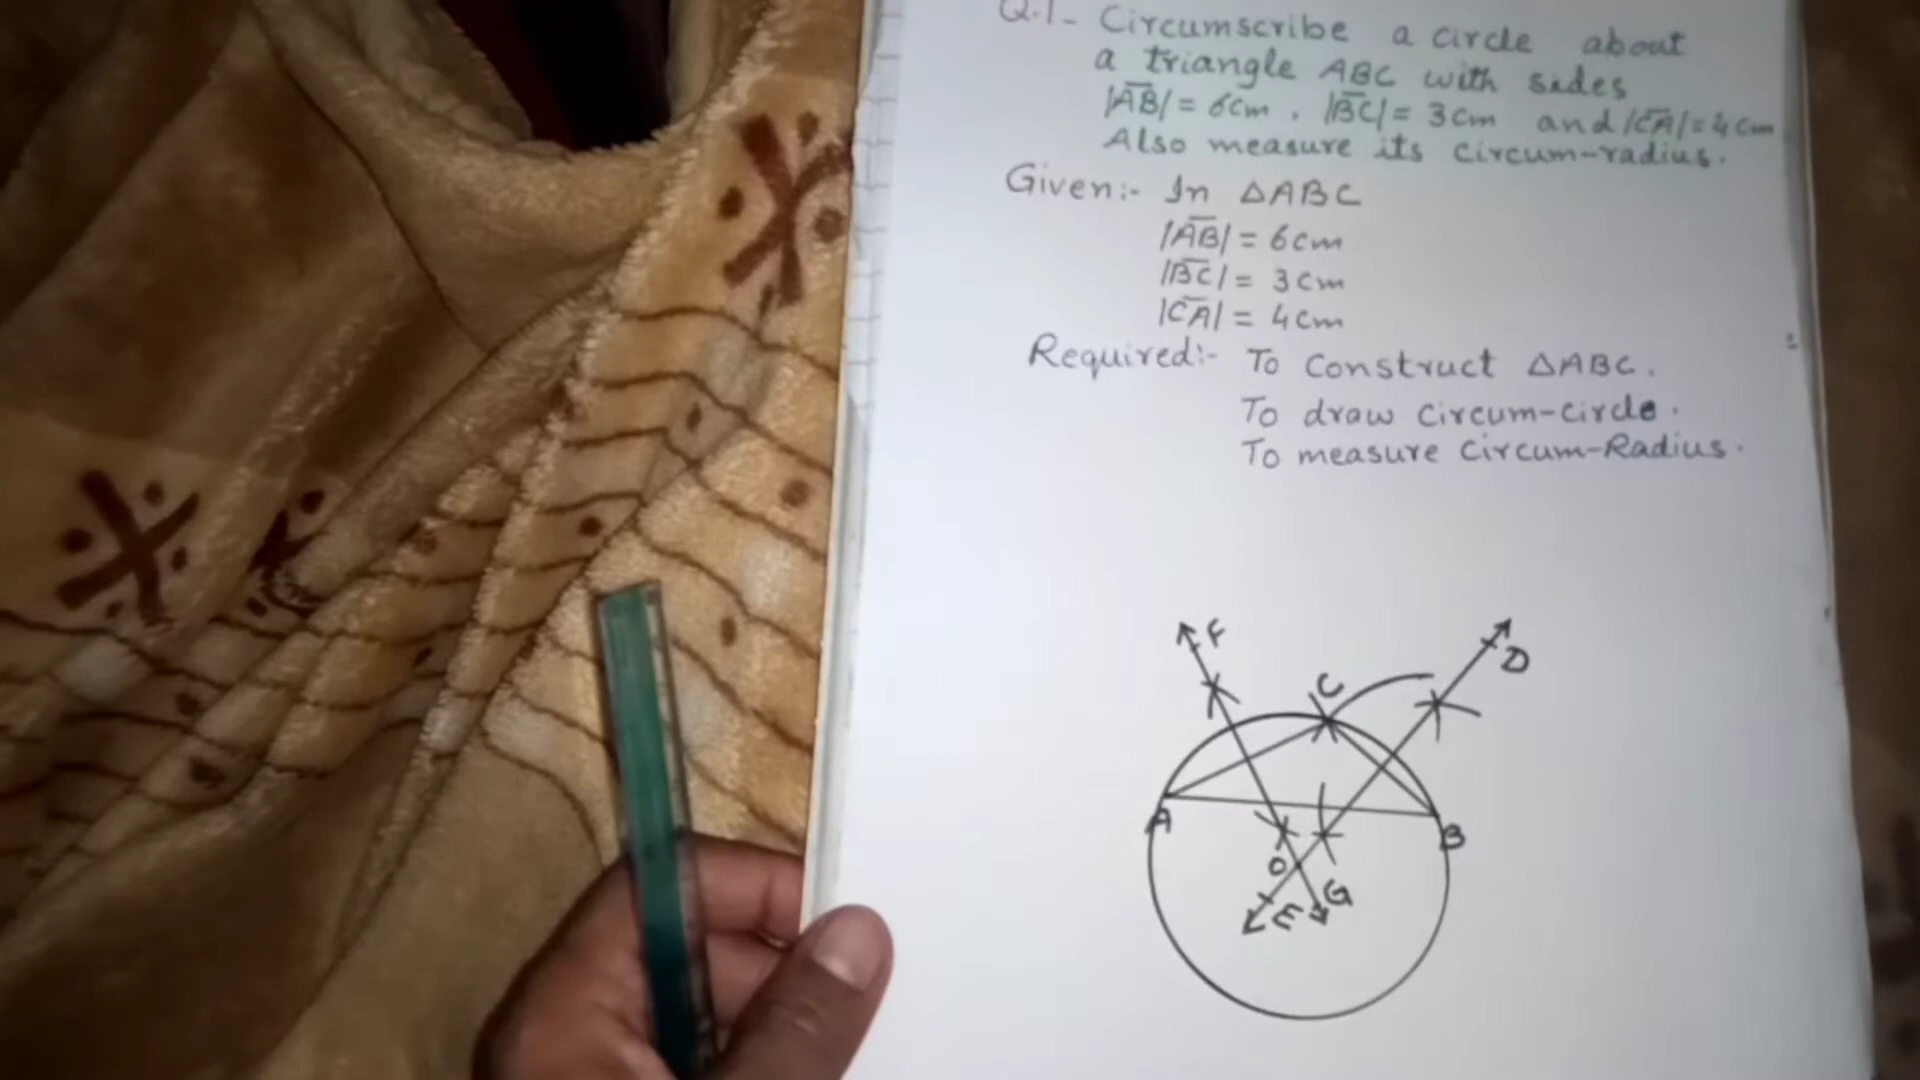 Q.1- Circumscribe a circle about
a triangle ABC with sides
|AB| = 6cm , |BC| = 3cm and |CA| = 4cm
Also measure its circum-radius.
Given:- In △ABC
|AB| = 6cm
|BC| = 3cm
|CA| = 4cm
Required:- To construct △ABC.
To draw circum-circle.
To measure circum-Radius.
F
D
C
A
B
O
E
G